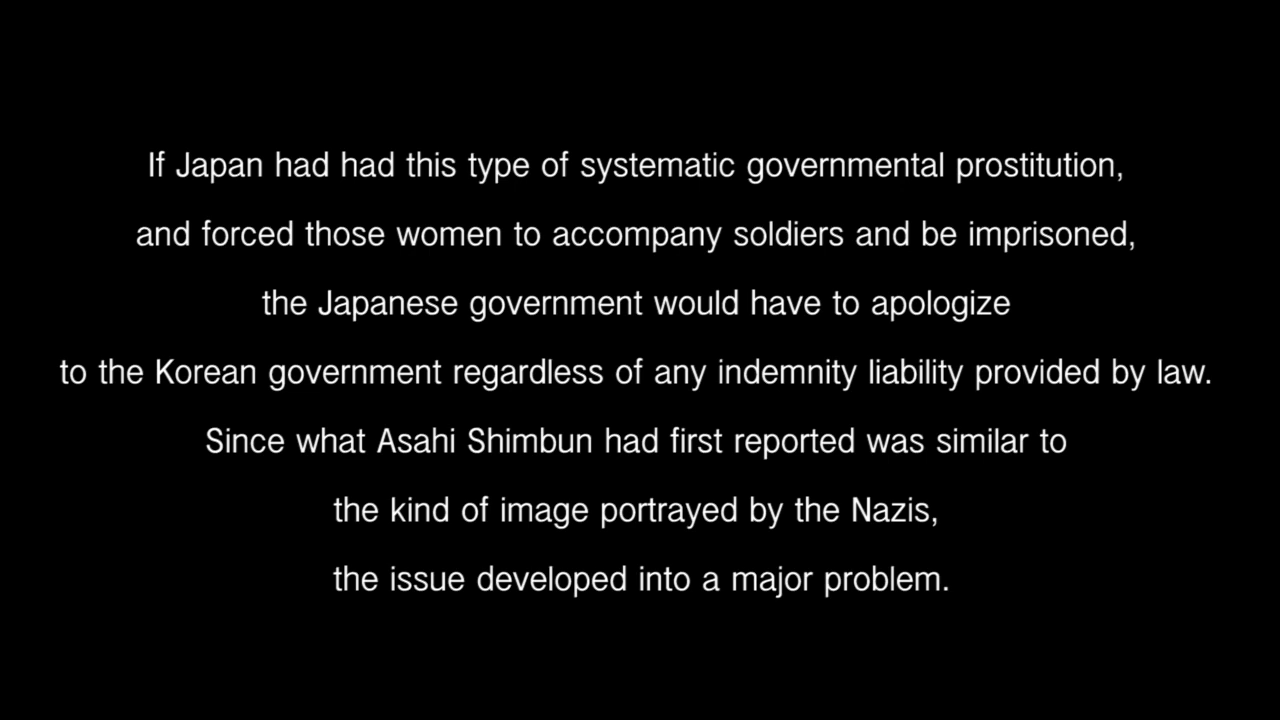 If Japan had had this type of systematic governmental prostitution,
and forced those women to accompany soldiers and be imprisoned,
the Japanese government would have to apologize
to the Korean government regardless of any indemnity liability provided by law.
Since what Asahi Shimbun had first reported was similar to
the kind of image portrayed by the Nazis,
the issue developed into a major problem.